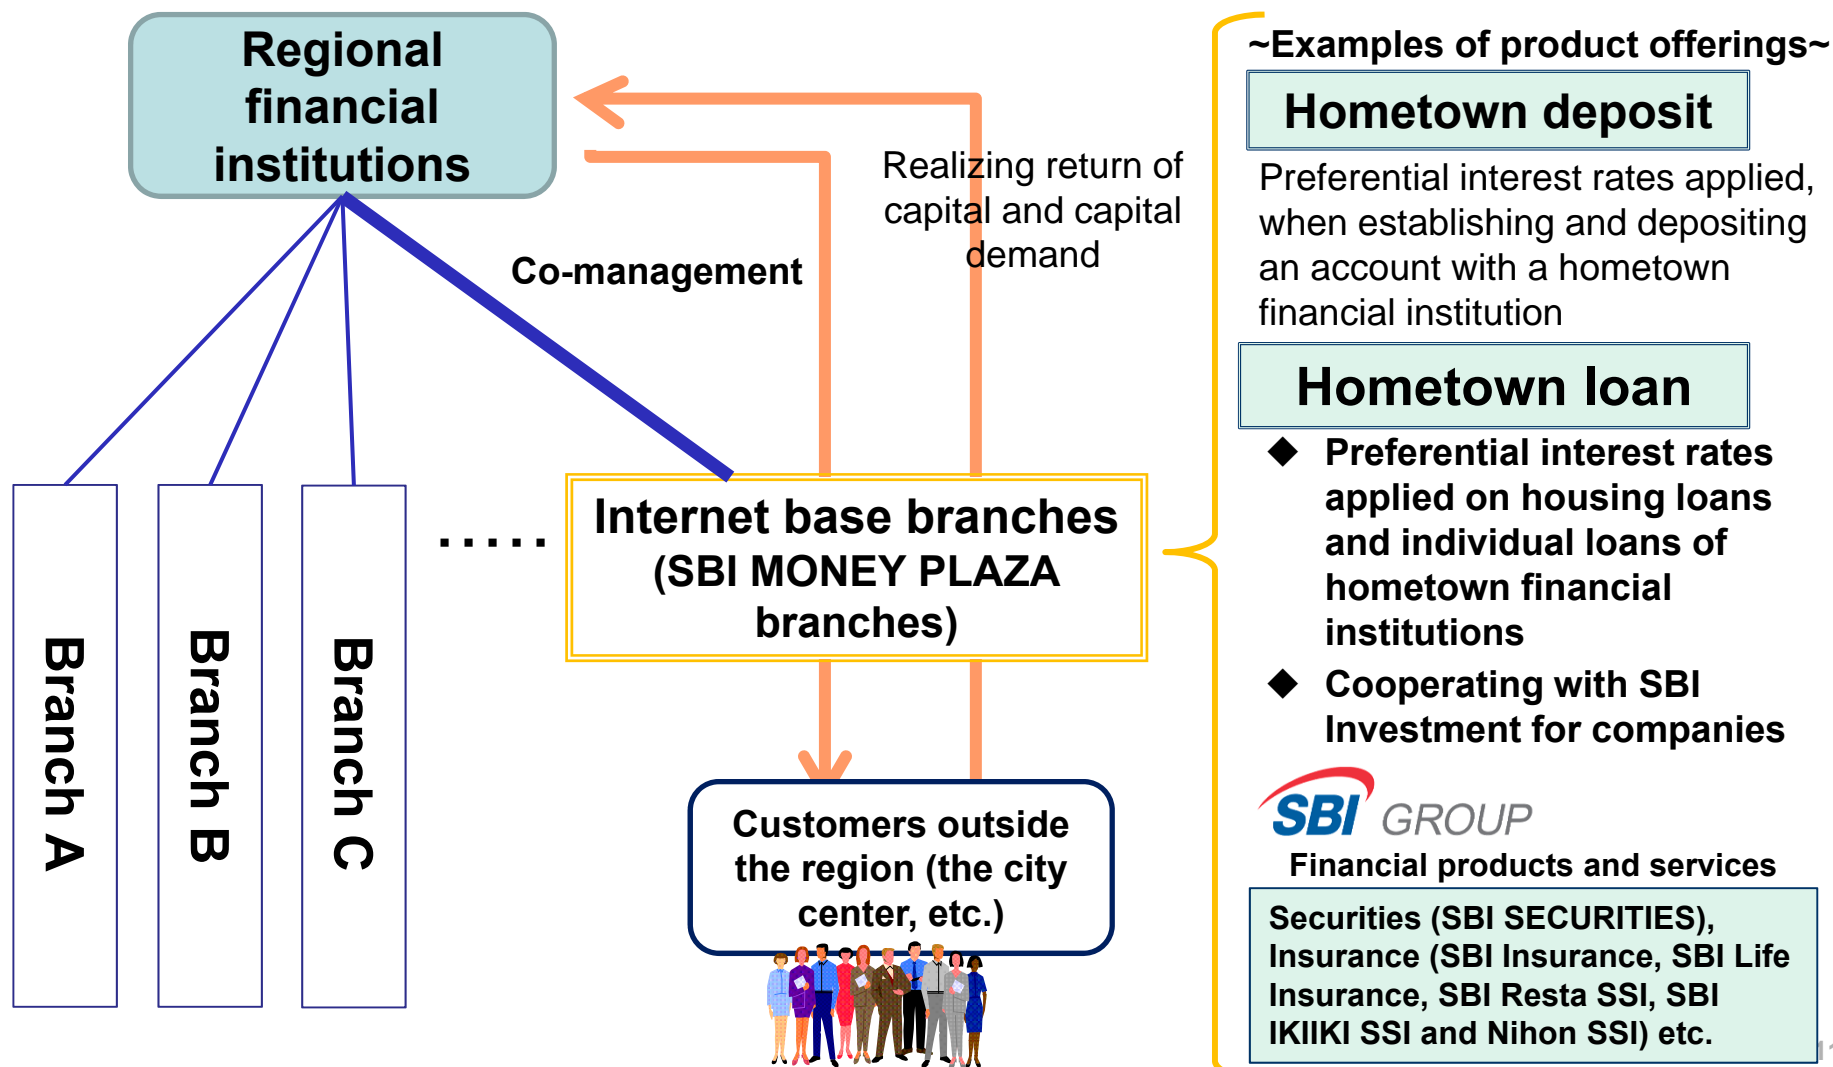 Regional
financial
institutions
Realizing return of
capital and capital
demand
Co-management
Branch A
Branch B
Branch C
.....
Internet base branches
(SBI MONEY PLAZA
branches)
Customers outside
the region (the city
center, etc.)
~Examples of product offerings~
Hometown deposit
Preferential interest rates applied,
when establishing and depositing
an account with a hometown
financial institution
Hometown loan
◆ Preferential interest rates
applied on housing loans
and individual loans of
hometown financial
institutions
◆ Cooperating with SBI
Investment for companies
SBI GROUP
Financial products and services
Securities (SBI SECURITIES),
Insurance (SBI Insurance, SBI Life
Insurance, SBI Resta SSI, SBI
IKIIKI SSI and Nihon SSI) etc.